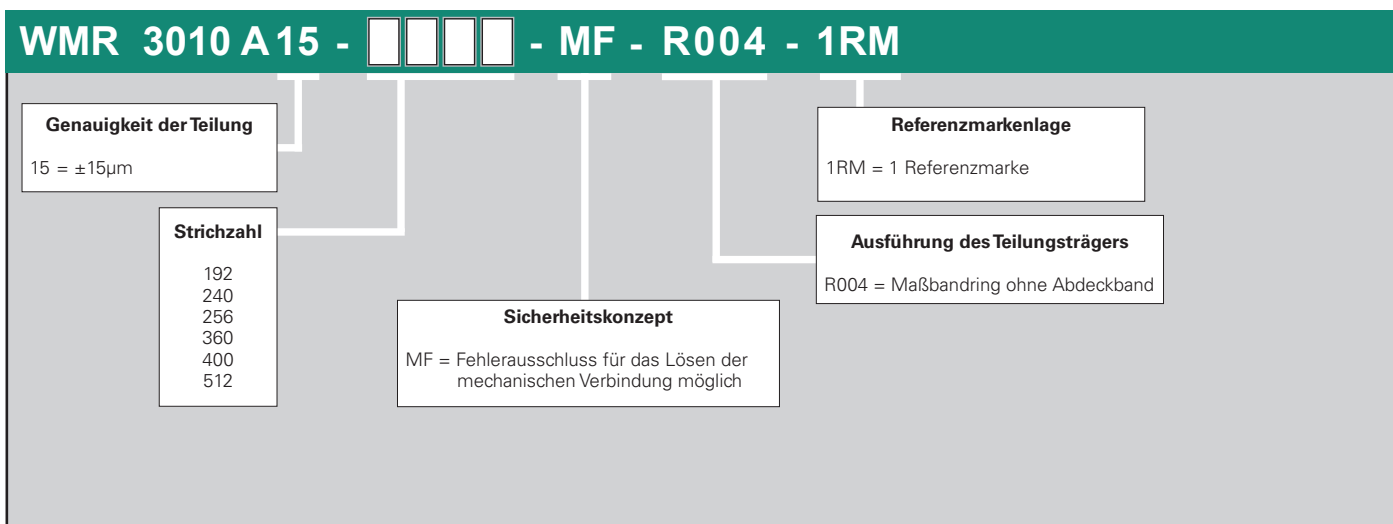 WMR 3010 A15 - - MF - R004 - 1RM
Genauigkeit der Teilung
15 = ±15µm
Referenzmarkenlage
1RM = 1 Referenzmarke
Strichzahl
192
240
256
360
400
512
Ausführung des Teilungsträgers
R004 = Maßbandring ohne Abdeckband
Sicherheitskonzept
MF = Fehlerausschluss für das Lösen der
mechanischen Verbindung möglich